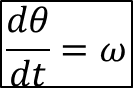 dθ/dt = ω